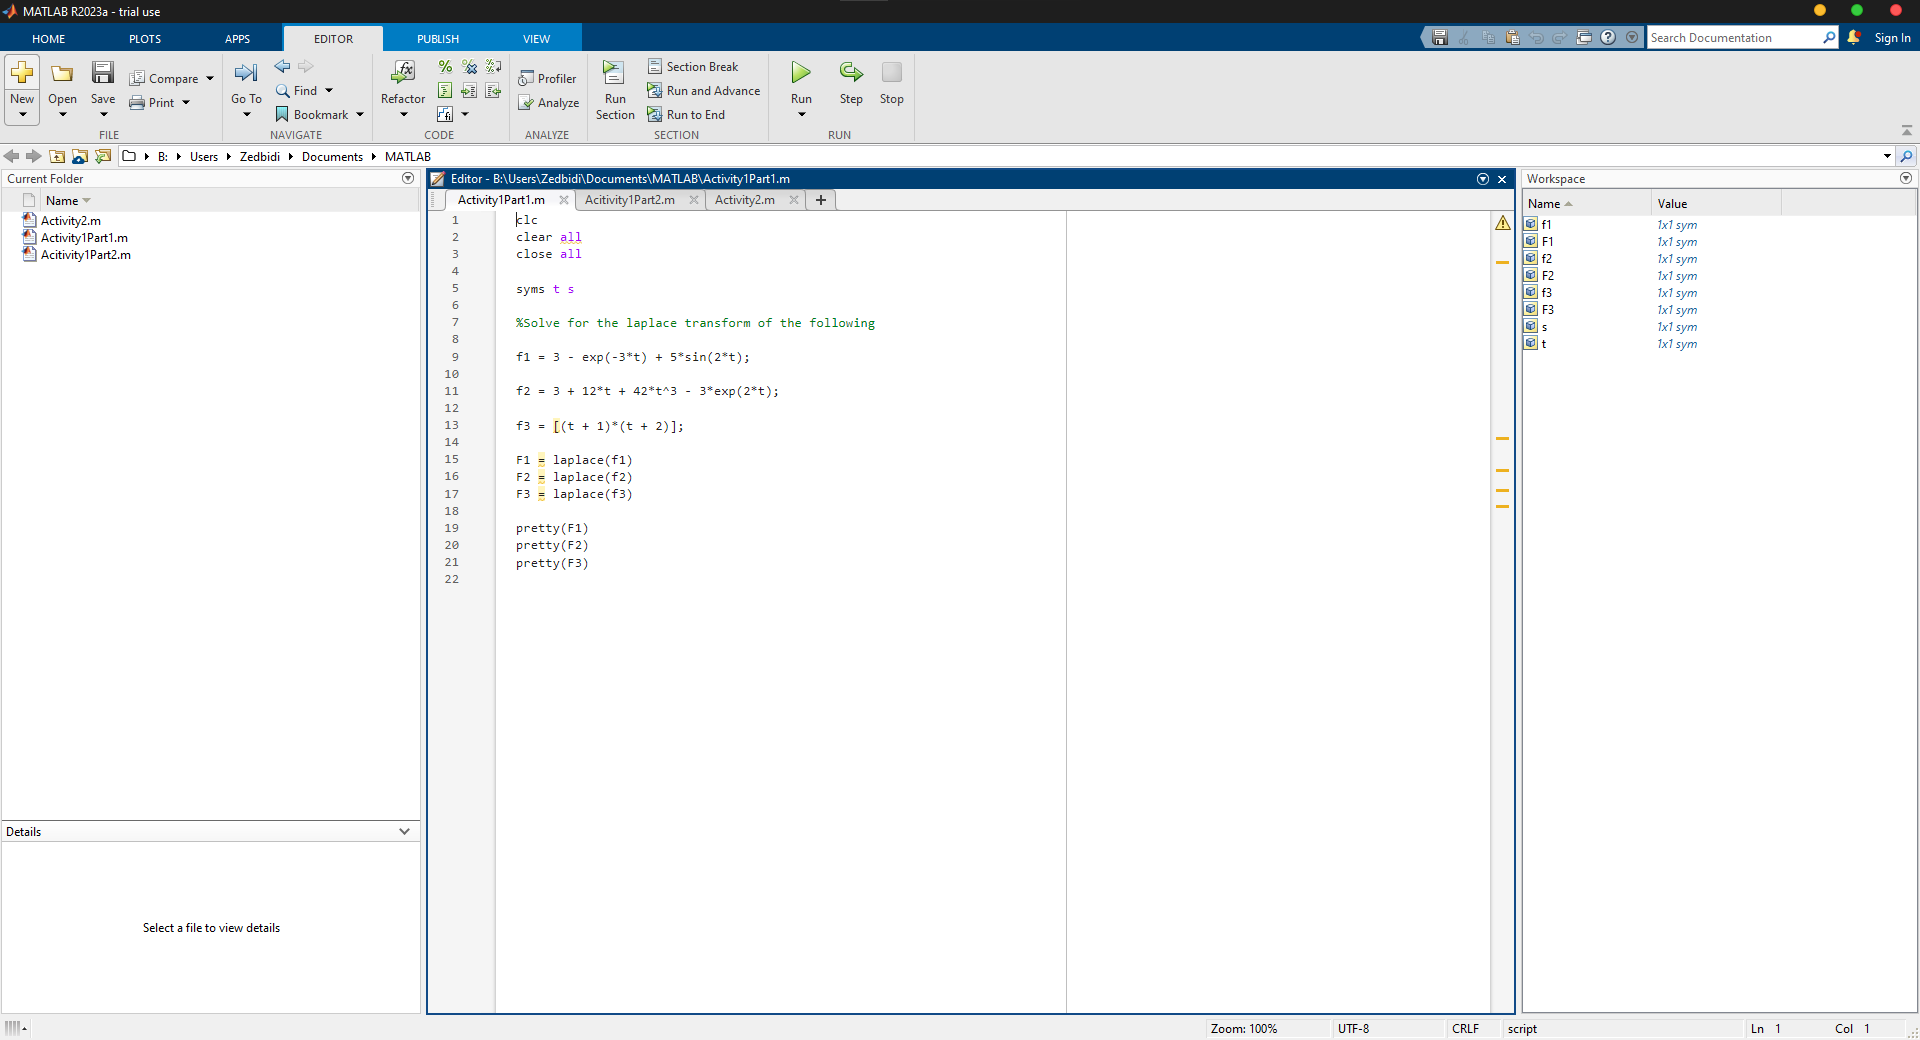 MATLAB R2023a - trial use
HOME PLOTS APPS EDITOR PUBLISH VIEW Search Documentation Sign In
New Open Save Compare Print Go To Find Bookmark Refactor Profiler Analyze Run Section Section Break Run and Advance Run to End Run Step Stop
FILE NAVIGATE CODE ANALYZE SECTION RUN
B: Users Zedbidi Documents MATLAB
Current Folder
Name
Activity2.m
Activity1Part1.m
Acitivity1Part2.m
Details
Select a file to view details
Editor - B:\Users\Zedbidi\Documents\MATLAB\Activity1Part1.m
Activity1Part1.m Acitivity1Part2.m Activity2.m +
1 clc
2 clear all
3 close all
4
5 syms t s
6
7 %Solve for the laplace transform of the following
8
9 f1 = 3 - exp(-3*t) + 5*sin(2*t);
10
11 f2 = 3 + 12*t + 42*t^3 - 3*exp(2*t);
12
13 f3 = [(t + 1)*(t + 2)];
14
15 F1 = laplace(f1)
16 F2 = laplace(f2)
17 F3 = laplace(f3)
18
19 pretty(F1)
20 pretty(F2)
21 pretty(F3)
22
Workspace
Name Value
f1 1x1 sym
F1 1x1 sym
f2 1x1 sym
F2 1x1 sym
f3 1x1 sym
F3 1x1 sym
s 1x1 sym
t 1x1 sym
Zoom: 100% UTF-8 CRLF script Ln 1 Col 1